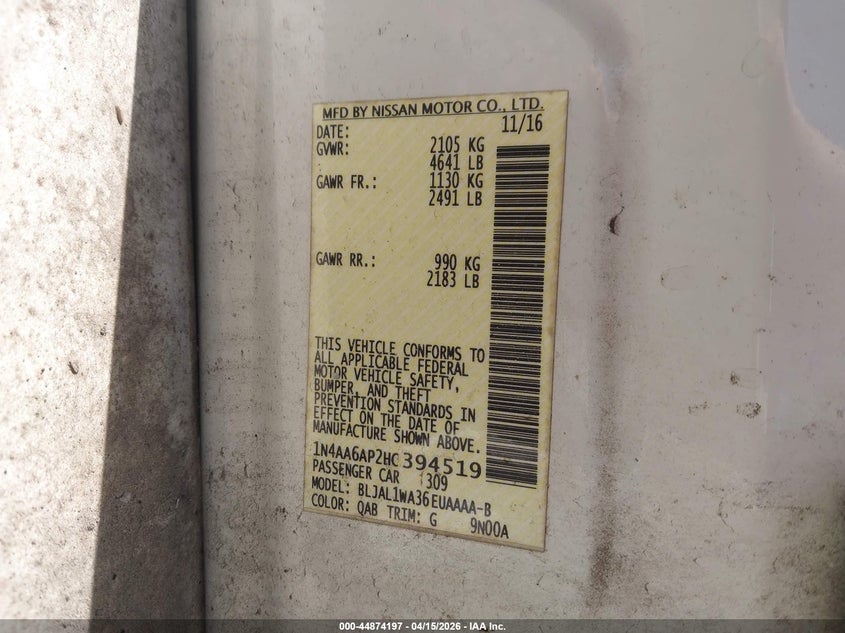 MFD BY NISSAN MOTOR CO., LTD.
DATE: 11/16
GVWR: 2105 KG
4641 LB
GAWR FR.: 1130 KG
2491 LB
GAWR RR.: 990 KG
2183 LB
THIS VEHICLE CONFORMS TO
ALL APPLICABLE FEDERAL
MOTOR VEHICLE SAFETY,
BUMPER, AND THEFT
PREVENTION STANDARDS IN
EFFECT ON THE DATE OF
MANUFACTURE SHOWN ABOVE.
1N4AA6AP2HC394519
PASSENGER CAR 1309
MODEL: BLJAL1WA36EUAAAA-B
COLOR: QAB TRIM: G 9N00A
000-44874197 - 04/15/2026 - IAA Inc.